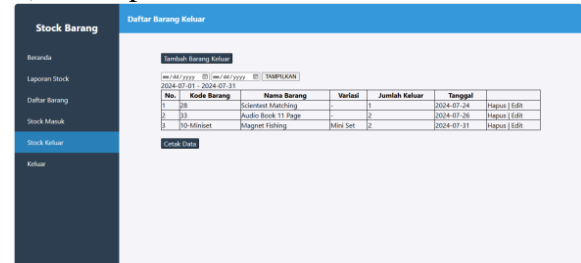 Stock Barang
Daftar Barang Keluar
Beranda
Laporan Stock
Daftar Barang
Stock Masuk
Stock Keluar
Keluar
Tambah Barang Keluar
mm/dd/yyyy mm/dd/yyyy TAMPILKAN
2024-07-01 - 2024-07-31
No. Kode Barang Nama Barang Variasi Jumlah Keluar Tanggal
1 28 Scientest Matching - 1 2024-07-24 Hapus | Edit
2 33 Audio Book 11 Page - 2 2024-07-26 Hapus | Edit
3 10-Miniset Magnet Fishing Mini Set 2 2024-07-31 Hapus | Edit
Cetak Data